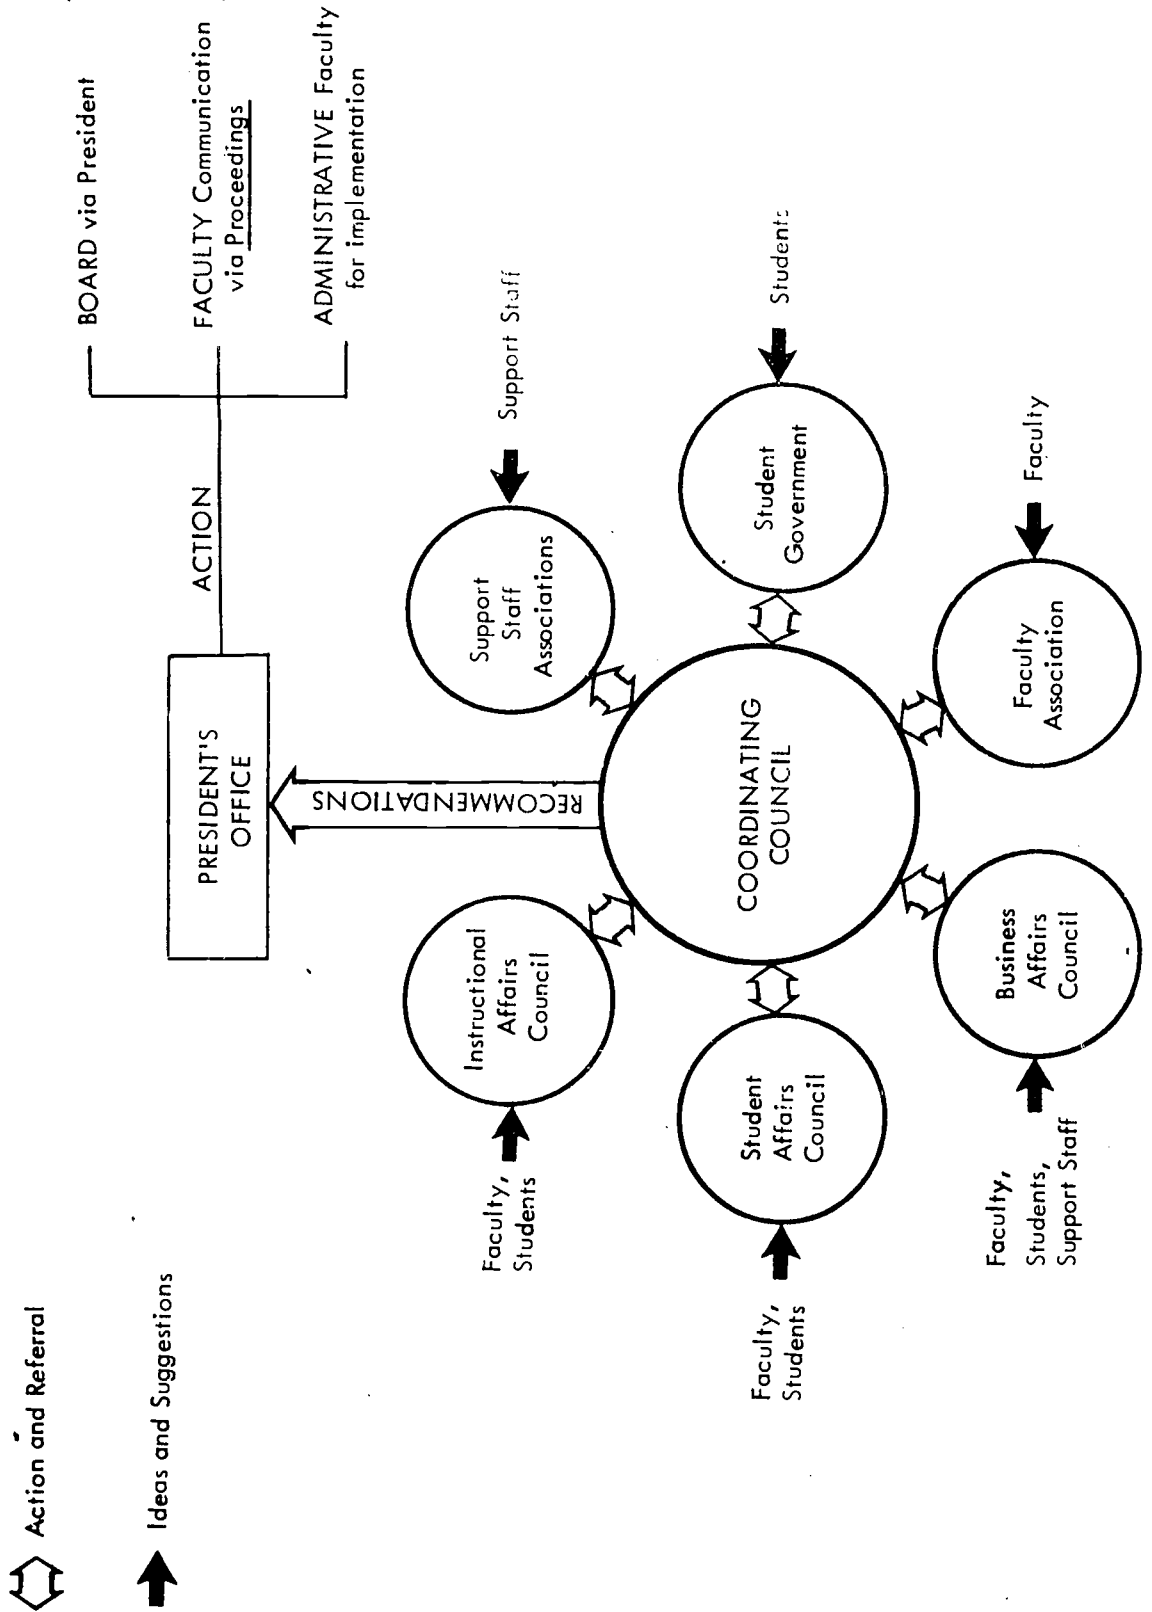 Action and Referral
Ideas and Suggestions
BOARD via President
FACULTY Communication
via Proceedings
ADMINISTRATIVE Faculty
for implementation
ACTION
PRESIDENT'S
OFFICE
RECOMMENDATIONS
Faculty,
Students
Instructional
Affairs
Council
Support
Staff
Associations
Support Staff
Faculty,
Students
Student
Affairs
Council
COORDINATING
COUNCIL
Student
Government
Students
Faculty,
Students,
Support Staff
Business
Affairs
Council
Faculty
Association
Faculty